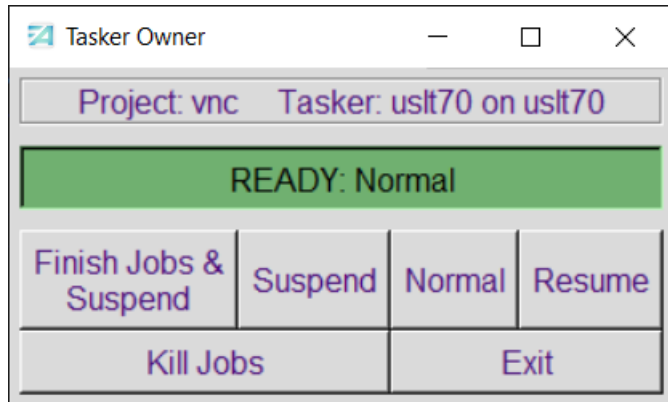 Tasker Owner
Project: vnc Tasker: uslt70 on uslt70
READY: Normal
Finish Jobs &
Suspend
Suspend
Normal
Resume
Kill Jobs
Exit